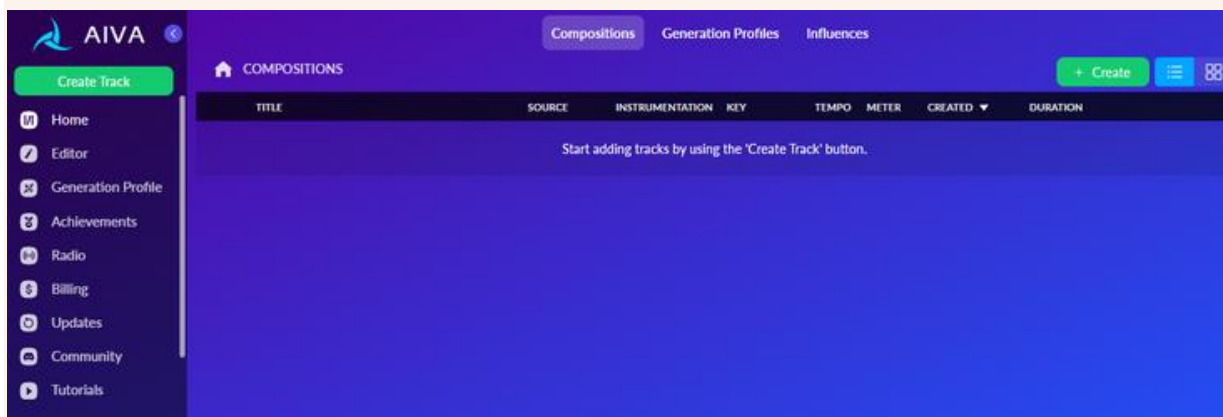 AIVA
Create Track
Home
Editor
Generation Profile
Achievements
Radio
Billing
Updates
Community
Tutorials
Compositions Generation Profiles Influences
COMPOSITIONS
+ Create
TITLE SOURCE INSTRUMENTATION KEY TEMPO METER CREATED ▼ DURATION
Start adding tracks by using the 'Create Track' button.